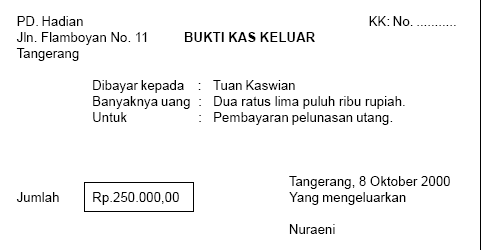 PD. Hadian KK: No. ...........
Jln. Flamboyan No. 11 BUKTI KAS KELUAR
Tangerang
Dibayar kepada : Tuan Kaswian
Banyaknya uang : Dua ratus lima puluh ribu rupiah.
Untuk : Pembayaran pelunasan utang.
Tangerang, 8 Oktober 2000
Jumlah Rp.250.000,00 Yang mengeluarkan
Nuraeni